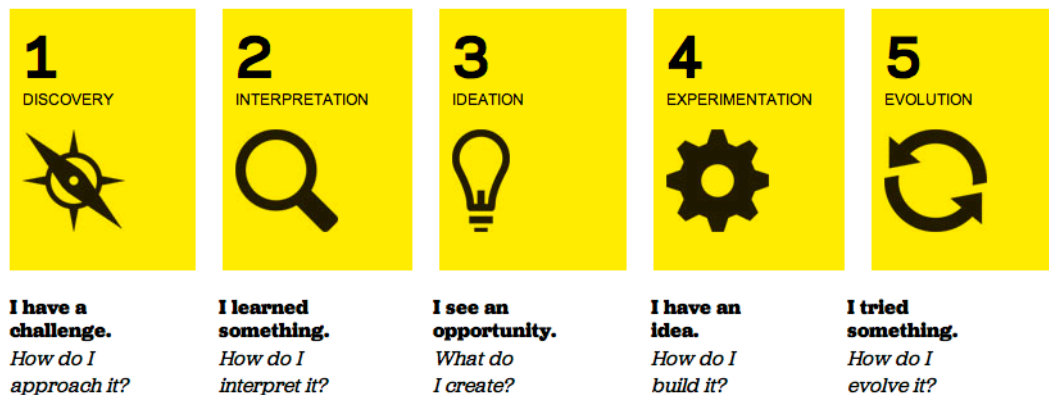 1
DISCOVERY
2
INTERPRETATION
3
IDEATION
4
EXPERIMENTATION
5
EVOLUTION
I have a
challenge.
How do I
approach it?
I learned
something.
How do I
interpret it?
I see an
opportunity.
What do
I create?
I have an
idea.
How do I
build it?
I tried
something.
How do I
evolve it?